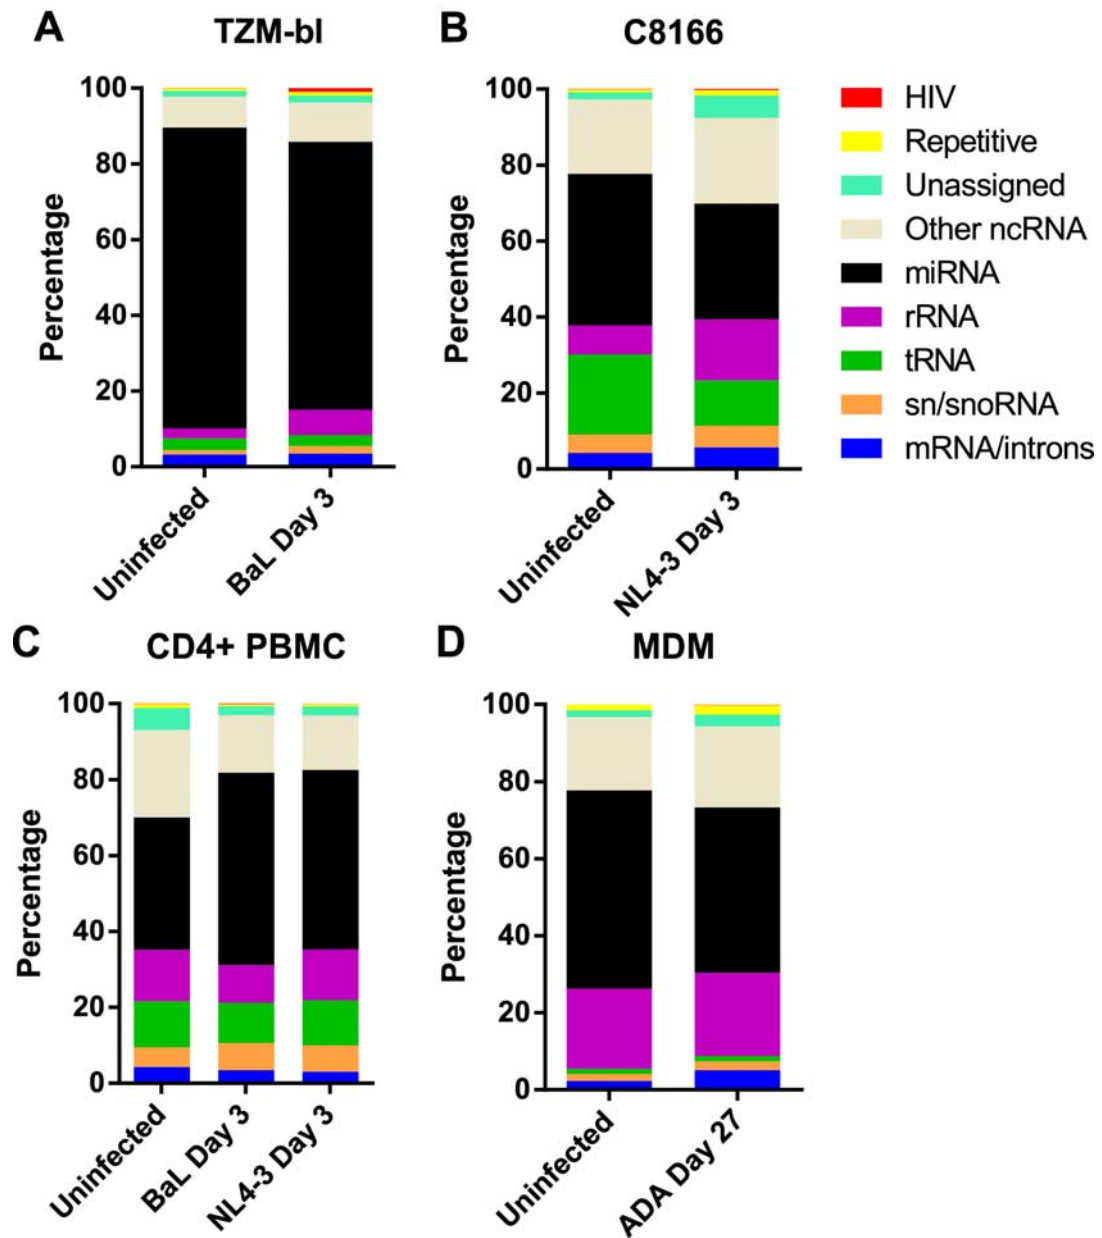 A
TZM-bl
100
80
60
40
20
0
Percentage
Uninfected
BaL Day 3
B
C8166
100
80
60
40
20
0
Percentage
Uninfected
NL4-3 Day 3
HIV
Repetitive
Unassigned
Other ncRNA
miRNA
rRNA
tRNA
sn/snoRNA
mRNA/introns
C
CD4+ PBMC
100
80
60
40
20
0
Percentage
Uninfected
BaL Day 3
NL4-3 Day 3
D
MDM
100
80
60
40
20
0
Percentage
Uninfected
ADA Day 27